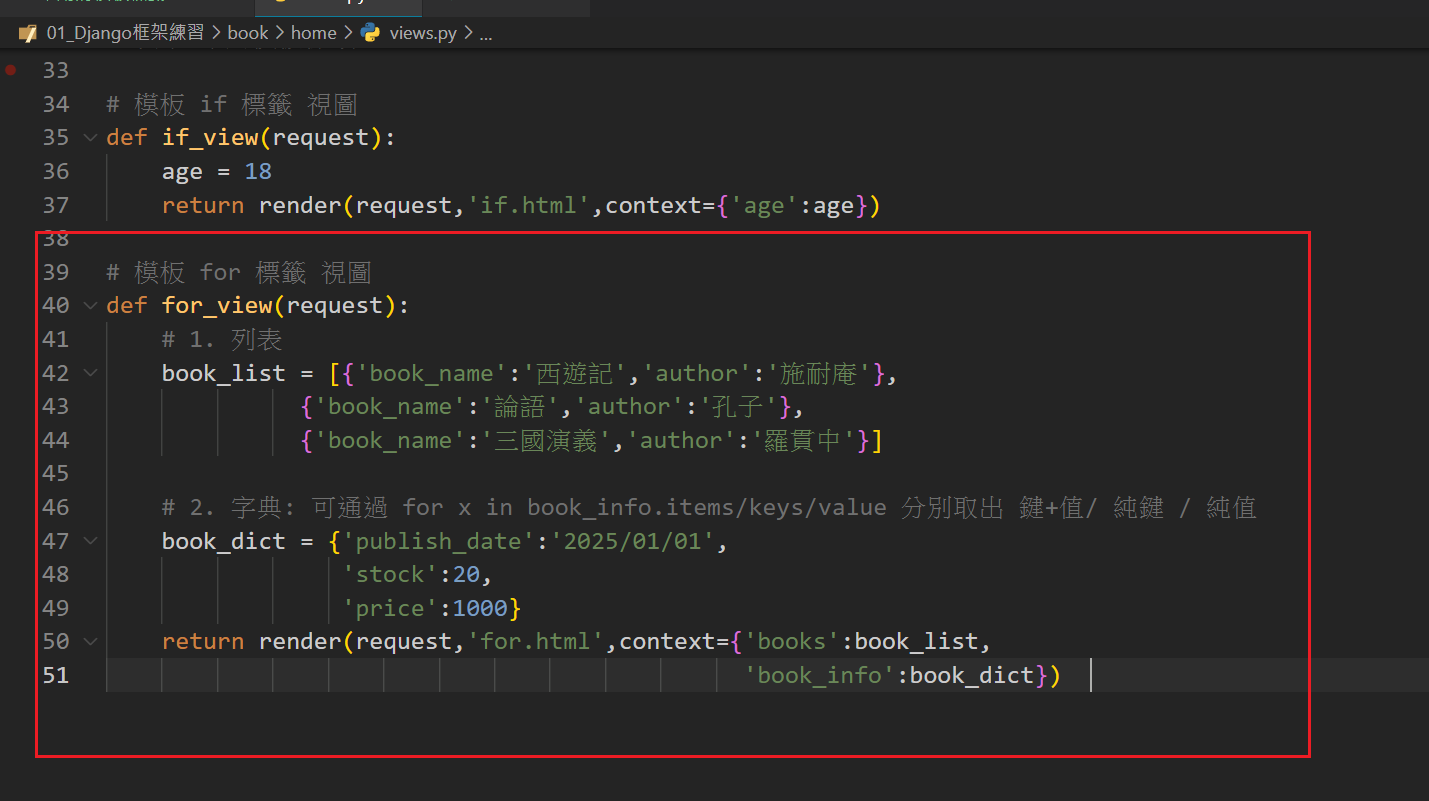 01_Django框架練習 > book > home > views.py > ...
33
34 # 模板 if 標籤 視圖
35 def if_view(request):
36     age = 18
37     return render(request,'if.html',context={'age':age})
38
39 # 模板 for 標籤 視圖
40 def for_view(request):
41     # 1. 列表
42     book_list = [{'book_name':'西遊記','author':'施耐庵'},
43               {'book_name':'論語','author':'孔子'},
44               {'book_name':'三國演義','author':'羅貫中'}]
45
46     # 2. 字典: 可通過 for x in book_info.items/keys/value 分別取出 鍵+值/ 純鍵 / 純值
47     book_dict = {'publish_date':'2025/01/01',
48                  'stock':20,
49                  'price':1000}
50     return render(request,'for.html',context={'books':book_list,
51                                               'book_info':book_dict})